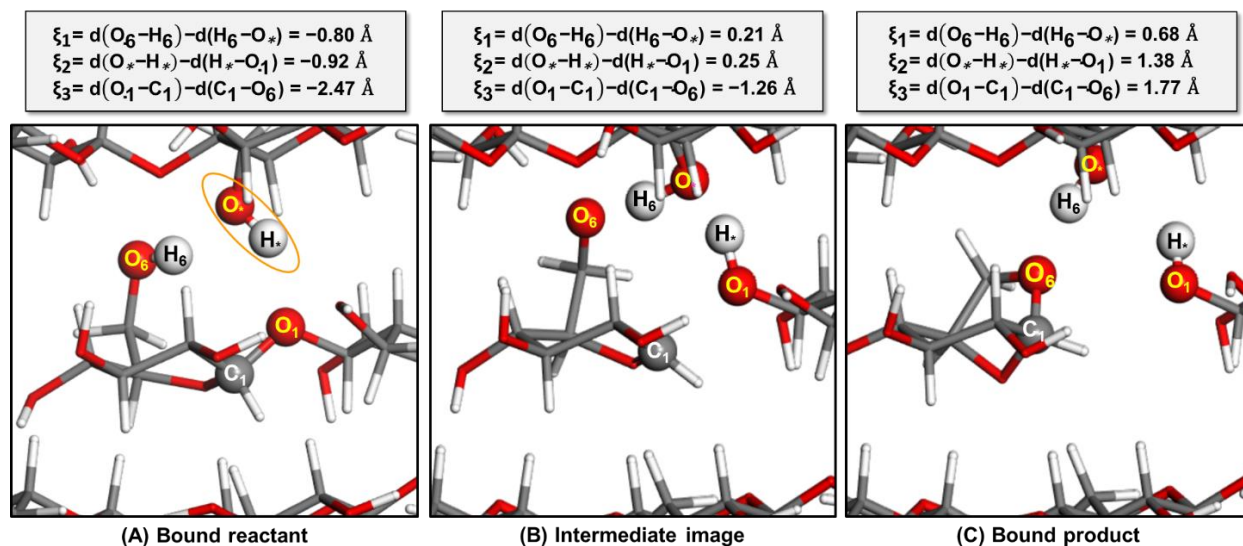 ξ₁= d(O₆–H₆)–d(H₆–O*) = –0.80 Å
ξ₂= d(O*–H*)–d(H*–O₁) = –0.92 Å
ξ₃= d(O₁–C₁)–d(C₁–O₆) = –2.47 Å
ξ₁= d(O₆–H₆)–d(H₆–O*) = 0.21 Å
ξ₂= d(O*–H*)–d(H*–O₁) = 0.25 Å
ξ₃= d(O₁–C₁)–d(C₁–O₆) = –1.26 Å
ξ₁= d(O₆–H₆)–d(H₆–O*) = 0.68 Å
ξ₂= d(O*–H*)–d(H*–O₁) = 1.38 Å
ξ₃= d(O₁–C₁)–d(C₁–O₆) = 1.77 Å
O*
H*
O₆
H₆
O₁
C₁
O
H₆
O₆
H*
O₁
C₁
O*
H₆
H*
O₆
O₁
C₁
(A) Bound reactant
(B) Intermediate image
(C) Bound product